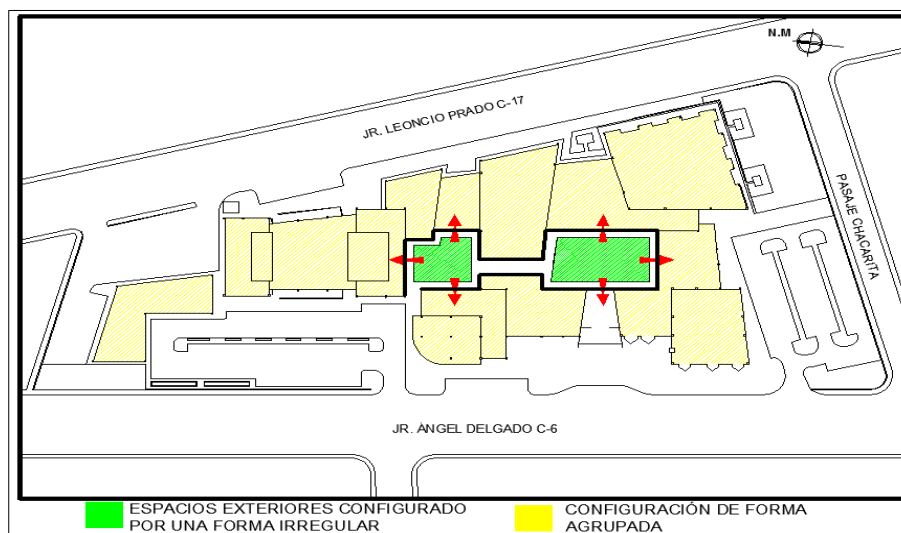 N.M
JR. LEONCIO PRADO C-17
PASAJE CHACARITA
JR. ÁNGEL DELGADO C-6
ESPACIOS EXTERIORES CONFIGURADO
POR UNA FORMA IRREGULAR
CONFIGURACIÓN DE FORMA
AGRUPADA